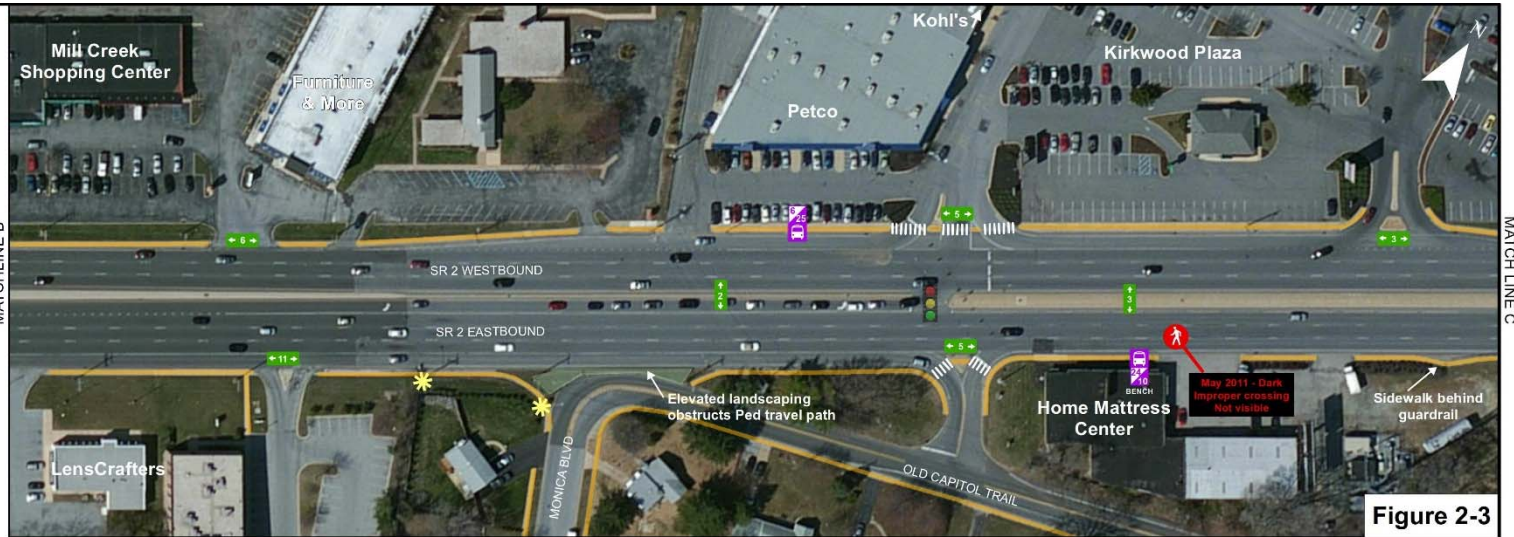 Kohl's
Mill Creek
Shopping Center
Furniture
& More
Kirkwood Plaza
N
Petco
6
25
5
6
3
SR 2 WESTBOUND
2
3
SR 2 EASTBOUND
11
5
24
10
BENCH
May 2011 - Dark
Improper crossing
Not visible
Elevated landscaping
obstructs Ped travel path
Sidewalk behind
guardrail
Home Mattress
Center
LensCrafters
MONICA BLVD
OLD CAPITOL TRAIL
MATCH LINE C
Figure 2-3